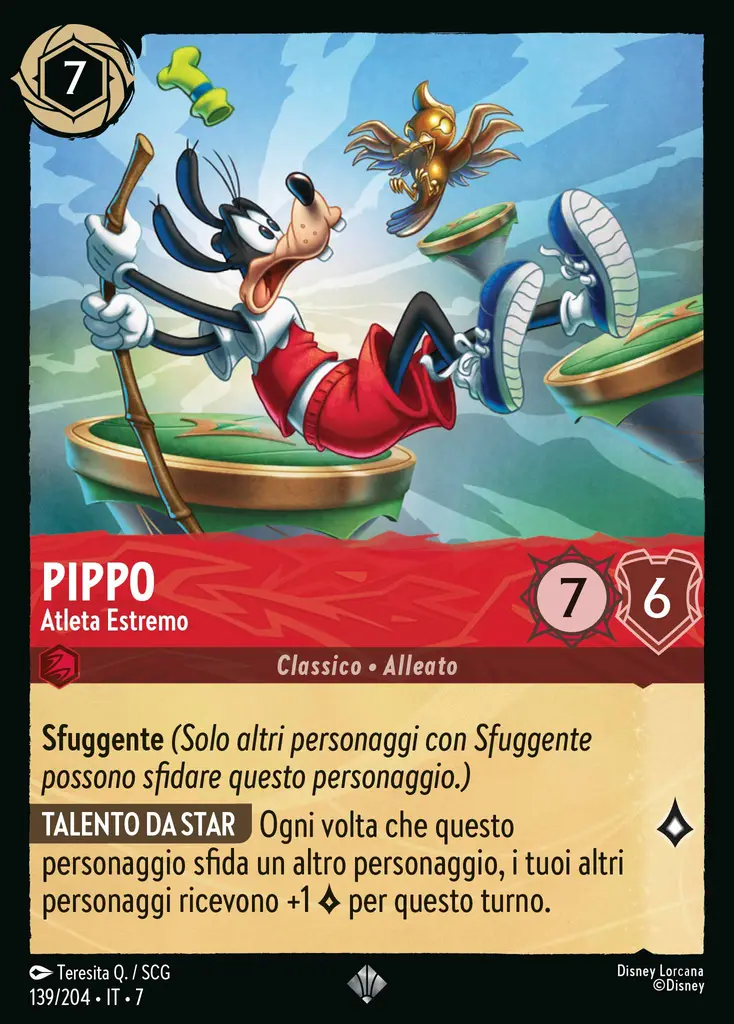 7
PIPPO
Atleta Estremo
7
6
Classico • Alleato
Sfuggente (Solo altri personaggi con Sfuggente
possono sfidare questo personaggio.)
TALENTO DA STAR Ogni volta che questo
personaggio sfida un altro personaggio, i tuoi altri
personaggi ricevono +1 per questo turno.
Teresita Q. / SCG
139/204 • IT • 7
Disney Lorcana
©Disney